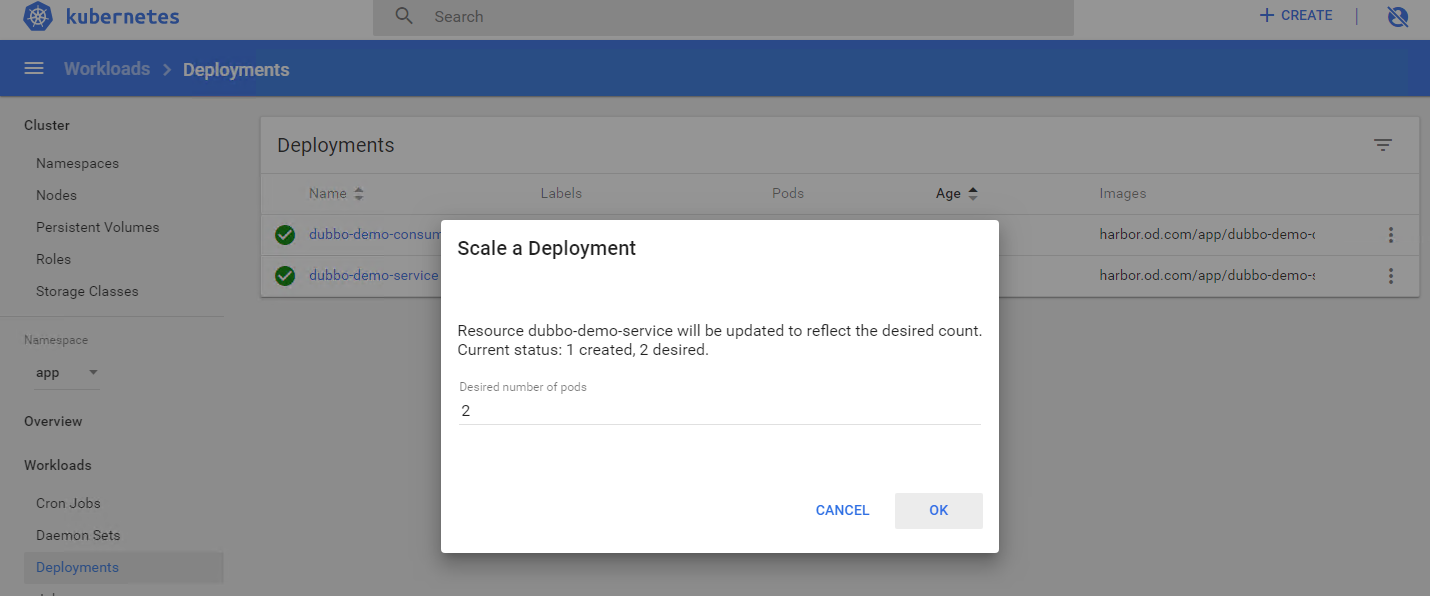 kubernetes
Search
CREATE
Workloads
Deployments
Cluster
Namespaces
Nodes
Persistent Volumes
Roles
Storage Classes
Namespace
app
Overview
Workloads
Cron Jobs
Daemon Sets
Deployments
Deployments
Name Labels Pods Age Images
dubbo-demo-consum harbor.od.com/app/dubbo-demo-
dubbo-demo-service harbor.od.com/app/dubbo-demo-
Scale a Deployment
Resource dubbo-demo-service will be updated to reflect the desired count.
Current status: 1 created, 2 desired.
Desired number of pods
2
CANCEL OK